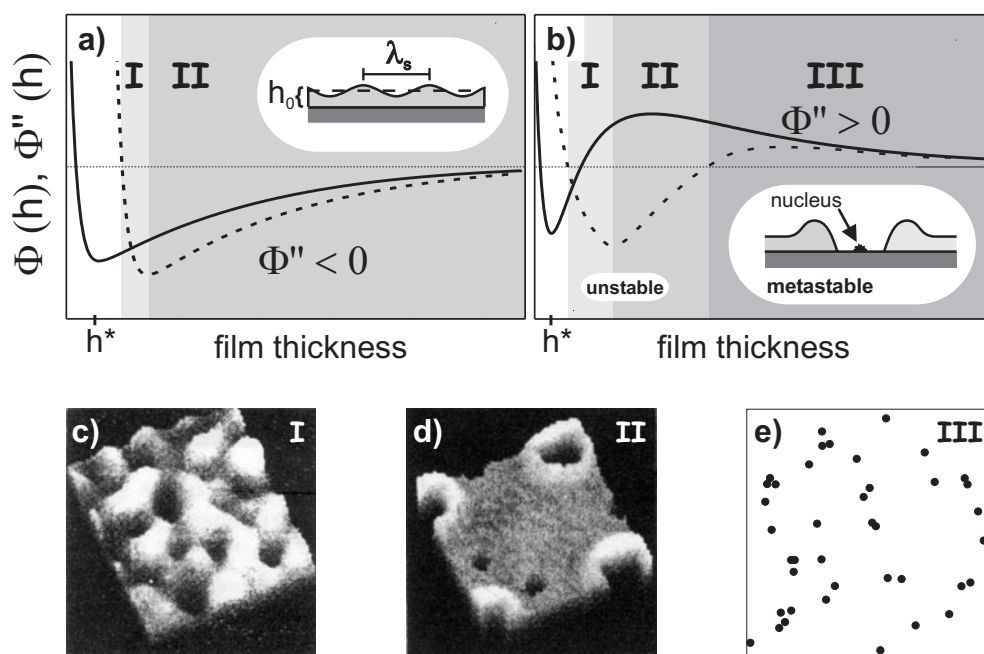 Φ (h), Φ" (h)
a)
I
II
λs
h0{
Φ" < 0
h*
film thickness
b)
I
II
III
Φ" > 0
nucleus
unstable
metastable
h*
film thickness
c)
I
d)
II
e)
III